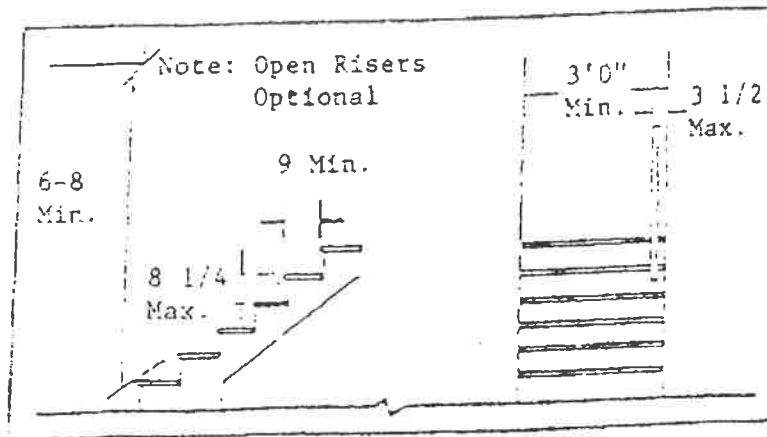 Note: Open Risers
Optional
3'0"
Min.
3 1/2
Max.
9 Min.
6-8
Min.
8 1/4
Max.